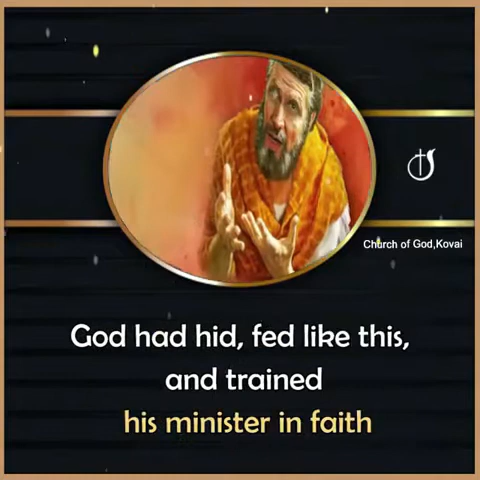 Church of God,Kovai
God had hid, fed like this,
and trained
his minister in faith